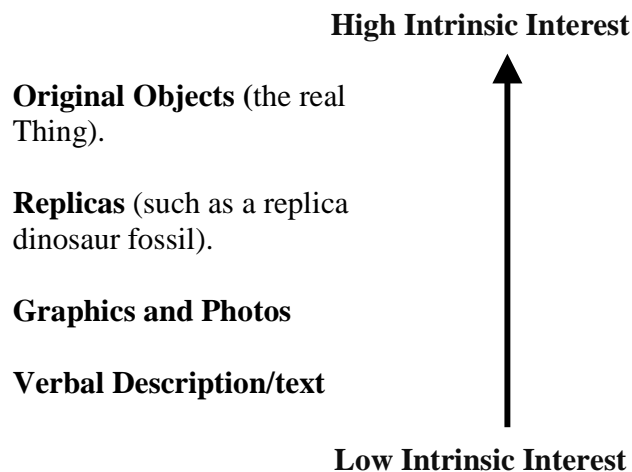 High Intrinsic Interest
Original Objects (the real
Thing).
Replicas (such as a replica
dinosaur fossil).
Graphics and Photos
Verbal Description/text
Low Intrinsic Interest